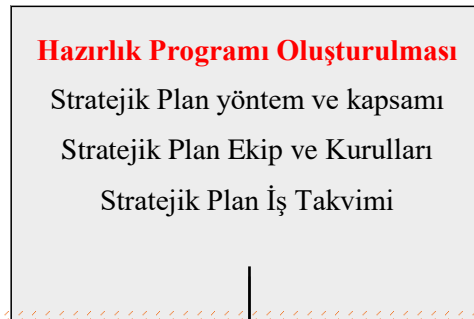 Hazırlık Programı Oluşturulması
Stratejik Plan yöntem ve kapsamı
Stratejik Plan Ekip ve Kurulları
Stratejik Plan İş Takvimi